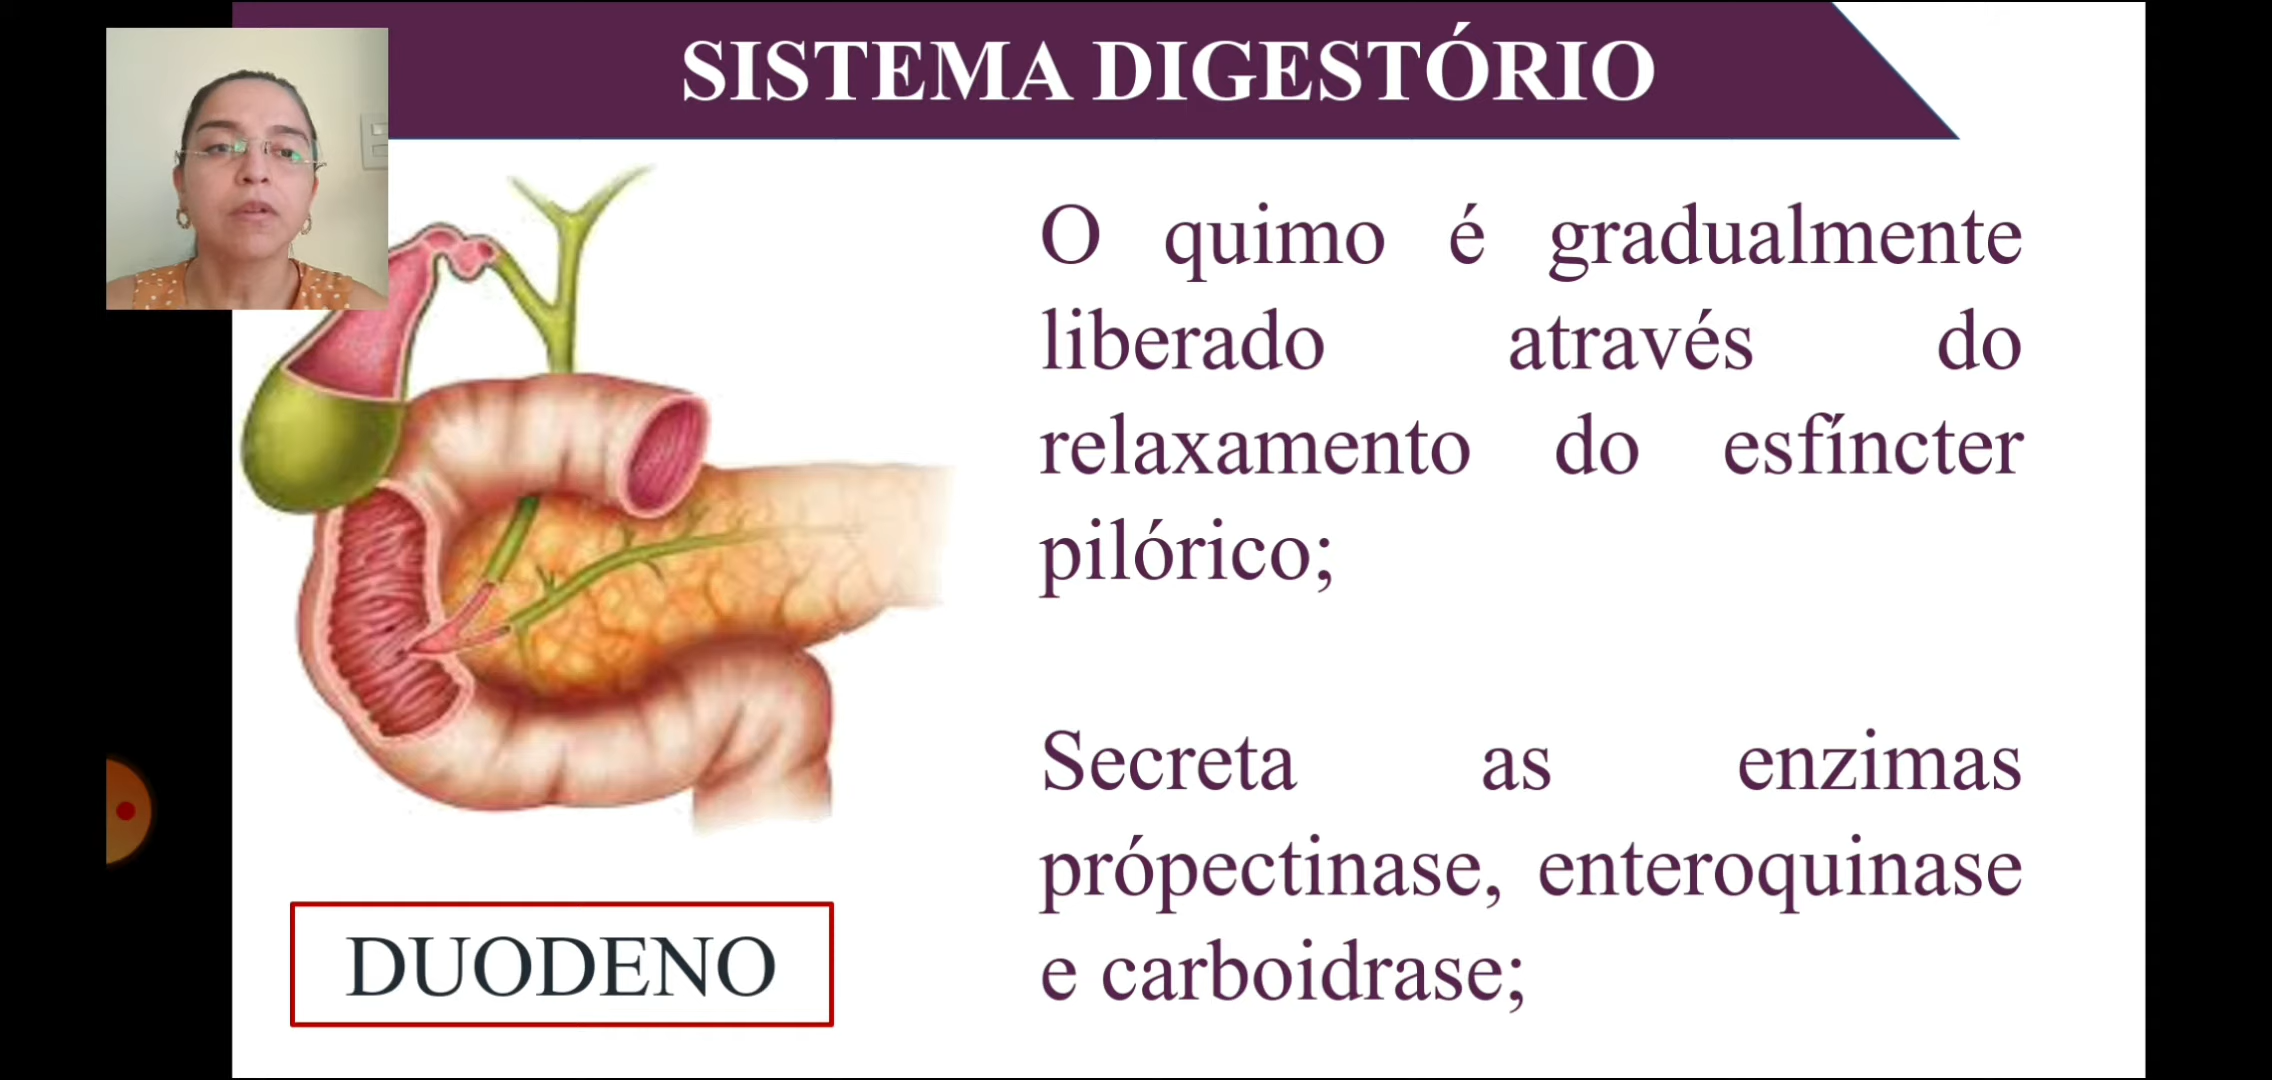 SISTEMA DIGESTÓRIO
O quimo é gradualmente
liberado através do
relaxamento do esfíncter
pilórico;
Secreta as enzimas
própectinase, enteroquinase
e carboidrase;
DUODENO